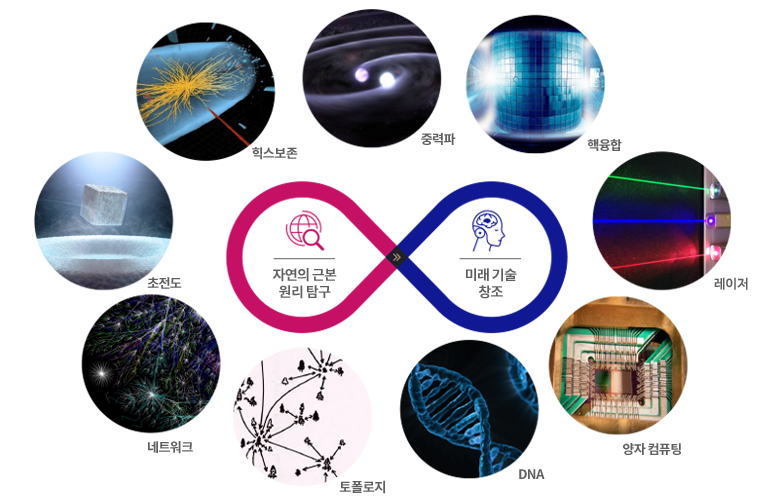 힉스보존
중력파
핵융합
초전도
레이저
자연의 근본
원리 탐구
미래 기술
창조
네트워크
토폴로지
DNA
양자 컴퓨팅